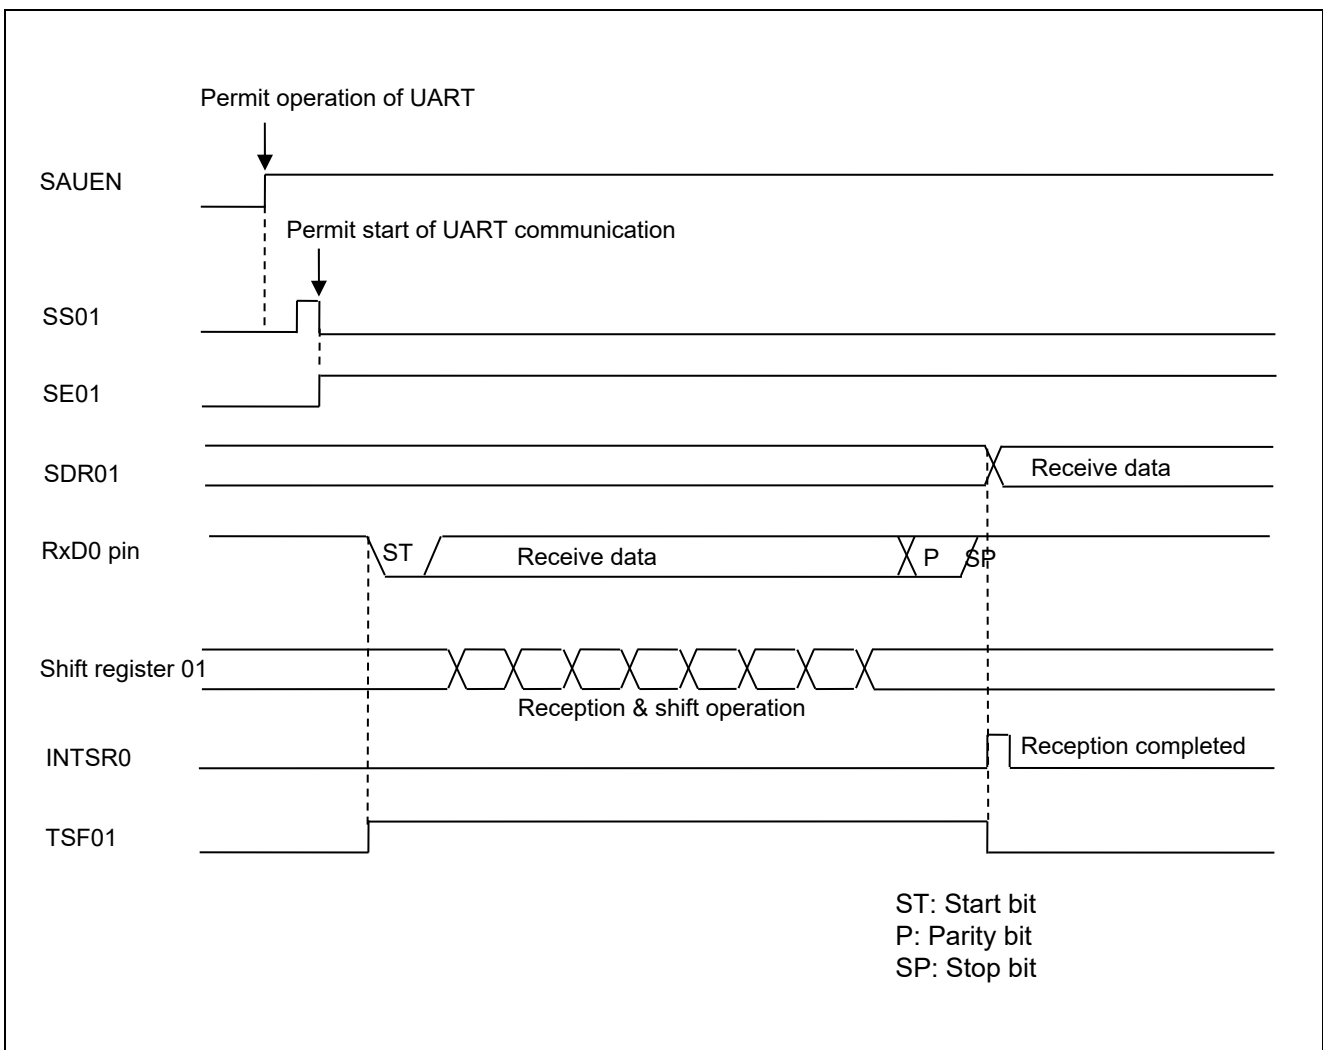 Permit operation of UART
SAUEN
Permit start of UART communication
SS01
SE01
SDR01
Receive data
RxD0 pin
ST
Receive data
P
SP
Shift register 01
Reception & shift operation
INTSR0
Reception completed
TSF01
ST: Start bit
P: Parity bit
SP: Stop bit